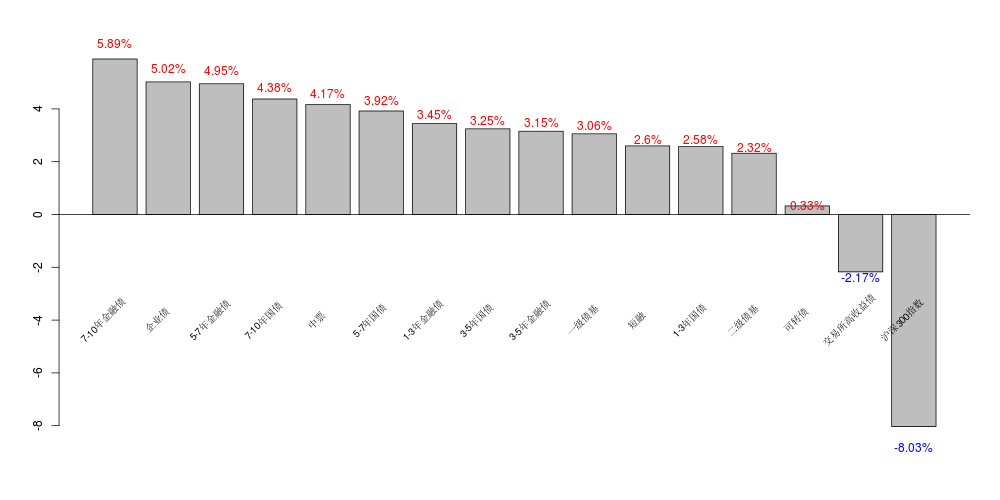 5.89%
5.02%
4.95%
4.38%
4.17%
3.92%
3.45%
3.25%
3.15%
3.06%
2.6%
2.58%
2.32%
0.33%
-2.17%
-8.03%
4
2
0
-2
-4
-6
-8
7-10年金融债
企业债
5-7年金融债
7-10年国债
中票
5-7年国债
1-3年金融债
3-5年国债
3-5年金融债
一级债基
短融
1-3年国债
二级债基
可转债
交易所高收益债
沪深300指数